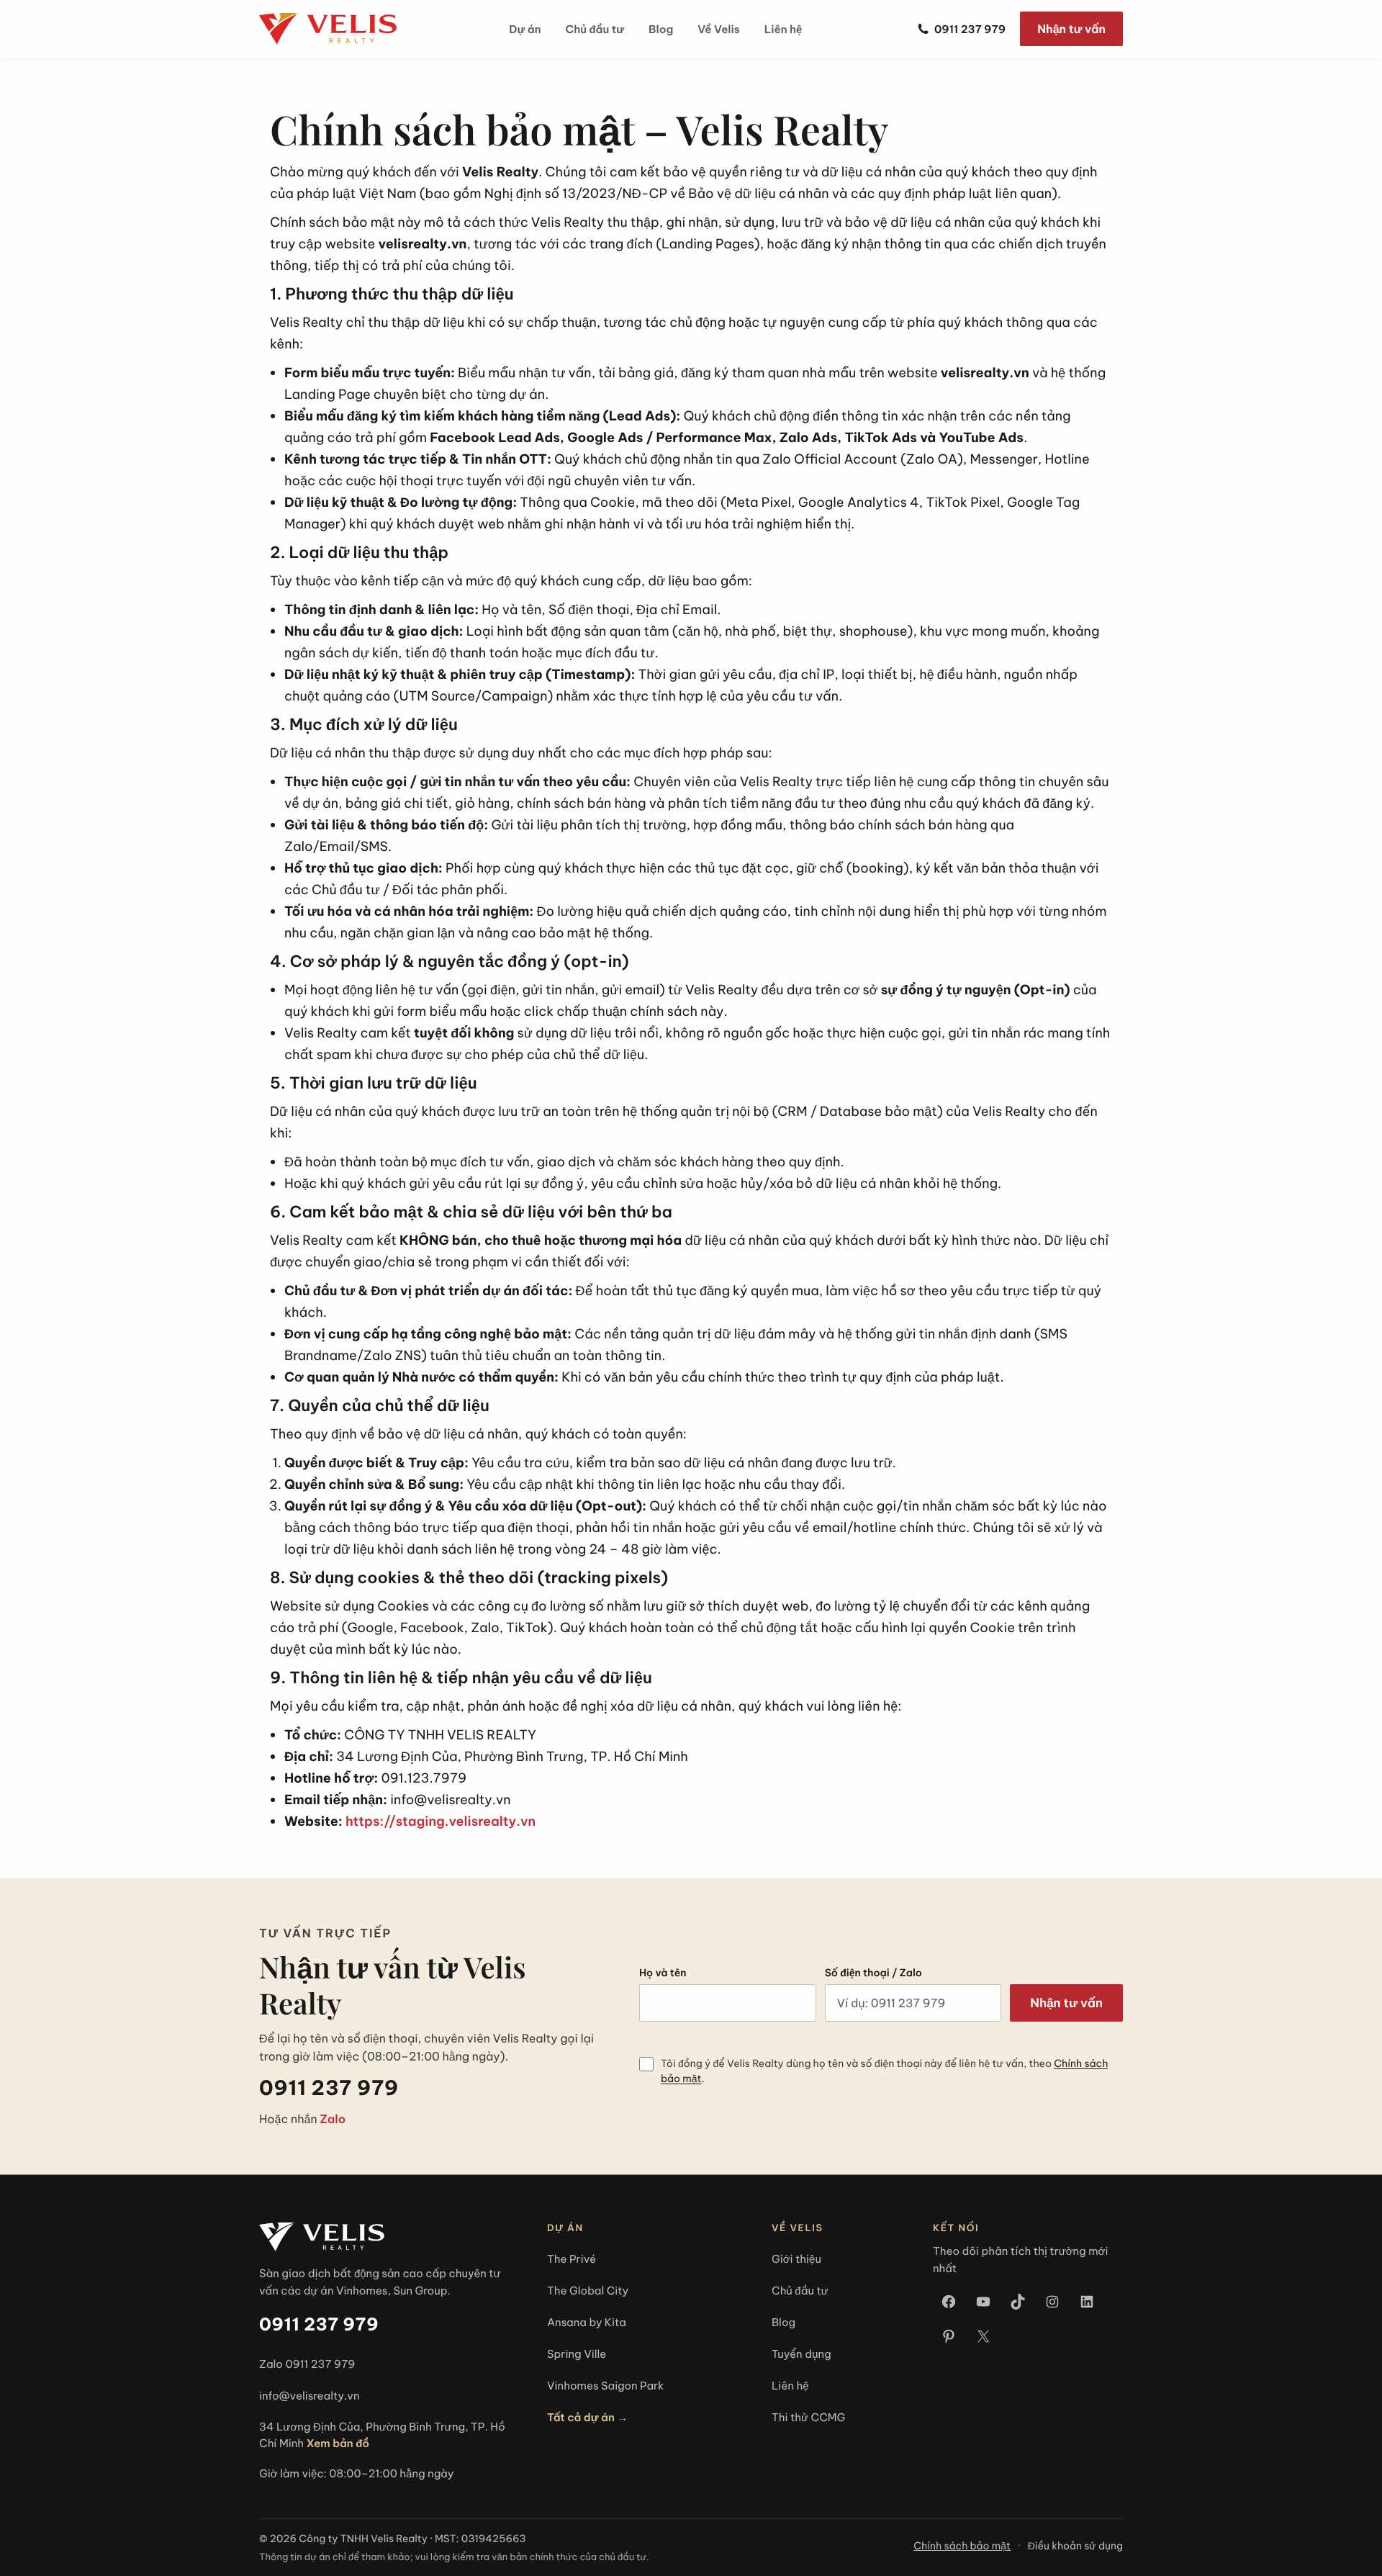 VELIS
REALTY
Dự án
Chủ đầu tư
Blog
Về Velis
Liên hệ
0911 237 979
Nhận tư vấn
Chính sách bảo mật – Velis Realty
Chào mừng quý khách đến với Velis Realty. Chúng tôi cam kết bảo vệ quyền riêng tư và dữ liệu cá nhân của quý khách theo quy định
của pháp luật Việt Nam (bao gồm Nghị định số 13/2023/NĐ-CP về Bảo vệ dữ liệu cá nhân và các quy định pháp luật liên quan).
Chính sách bảo mật này mô tả cách thức Velis Realty thu thập, ghi nhận, sử dụng, lưu trữ và bảo vệ dữ liệu cá nhân của quý khách khi
truy cập website velisrealty.vn, tương tác với các trang đích (Landing Pages), hoặc đăng ký nhận thông tin qua các chiến dịch truyền
thông, tiếp thị có trả phí của chúng tôi.
1. Phương thức thu thập dữ liệu
Velis Realty chỉ thu thập dữ liệu khi có sự chấp thuận, tương tác chủ động hoặc tự nguyện cung cấp từ phía quý khách thông qua các
kênh:
• Form biểu mẫu trực tuyến: Biểu mẫu nhận tư vấn, tải bảng giá, đăng ký tham quan nhà mẫu trên website velisrealty.vn và hệ thống
Landing Page chuyên biệt cho từng dự án.
• Biểu mẫu đăng ký tìm kiếm khách hàng tiềm năng (Lead Ads): Quý khách chủ động điền thông tin xác nhận trên các nền tảng
quảng cáo trả phí gồm Facebook Lead Ads, Google Ads / Performance Max, Zalo Ads, TikTok Ads và YouTube Ads.
• Kênh tương tác trực tiếp & Tin nhắn OTT: Quý khách chủ động nhắn tin qua Zalo Official Account (Zalo OA), Messenger, Hotline
hoặc các cuộc hội thoại trực tuyến với đội ngũ chuyên viên tư vấn.
• Dữ liệu kỹ thuật & Đo lường tự động: Thông qua Cookie, mã theo dõi (Meta Pixel, Google Analytics 4, TikTok Pixel, Google Tag
Manager) khi quý khách duyệt web nhằm ghi nhận hành vi và tối ưu hóa trải nghiệm hiển thị.
2. Loại dữ liệu thu thập
Tùy thuộc vào kênh tiếp cận và mức độ quý khách cung cấp, dữ liệu bao gồm:
• Thông tin định danh & liên lạc: Họ và tên, Số điện thoại, Địa chỉ Email.
• Nhu cầu đầu tư & giao dịch: Loại hình bất động sản quan tâm (căn hộ, nhà phố, biệt thự, shophouse), khu vực mong muốn, khoảng
ngân sách dự kiến, tiến độ thanh toán hoặc mục đích đầu tư.
• Dữ liệu nhật ký kỹ thuật & phiên truy cập (Timestamp): Thời gian gửi yêu cầu, địa chỉ IP, loại thiết bị, hệ điều hành, nguồn nhấp
chuột quảng cáo (UTM Source/Campaign) nhằm xác thực tính hợp lệ của yêu cầu tư vấn.
3. Mục đích xử lý dữ liệu
Dữ liệu cá nhân thu thập được sử dụng duy nhất cho các mục đích hợp pháp sau:
• Thực hiện cuộc gọi / gửi tin nhắn tư vấn theo yêu cầu: Chuyên viên của Velis Realty trực tiếp liên hệ cung cấp thông tin chuyên sâu
về dự án, bảng giá chi tiết, giỏ hàng, chính sách bán hàng và phân tích tiềm năng đầu tư theo đúng nhu cầu quý khách đã đăng ký.
• Gửi tài liệu & thông báo tiến độ: Gửi tài liệu phân tích thị trường, hợp đồng mẫu, thông báo chính sách bán hàng qua
Zalo/Email/SMS.
• Hỗ trợ thủ tục giao dịch: Phối hợp cùng quý khách thực hiện các thủ tục đặt cọc, giữ chỗ (booking), ký kết văn bản thỏa thuận với
các Chủ đầu tư / Đối tác phân phối.
• Tối ưu hóa và cá nhân hóa trải nghiệm: Đo lường hiệu quả chiến dịch quảng cáo, tinh chỉnh nội dung hiển thị phù hợp với từng nhóm
nhu cầu, ngăn chặn gian lận và nâng cao bảo mật hệ thống.
4. Cơ sở pháp lý & nguyên tắc đồng ý (opt-in)
• Mọi hoạt động liên hệ tư vấn (gọi điện, gửi tin nhắn, gửi email) từ Velis Realty đều dựa trên cơ sở sự đồng ý tự nguyện (Opt-in) của
quý khách khi gửi form biểu mẫu hoặc click chấp thuận chính sách này.
• Velis Realty cam kết tuyệt đối không sử dụng dữ liệu trôi nổi, không rõ nguồn gốc hoặc thực hiện cuộc gọi, gửi tin nhắn rác mang tính
chất spam khi chưa được sự cho phép của chủ thể dữ liệu.
5. Thời gian lưu trữ dữ liệu
Dữ liệu cá nhân của quý khách được lưu trữ an toàn trên hệ thống quản trị nội bộ (CRM / Database bảo mật) của Velis Realty cho đến
khi:
• Đã hoàn thành toàn bộ mục đích tư vấn, giao dịch và chăm sóc khách hàng theo quy định.
• Hoặc khi quý khách gửi yêu cầu rút lại sự đồng ý, yêu cầu chỉnh sửa hoặc hủy/xóa bỏ dữ liệu cá nhân khỏi hệ thống.
6. Cam kết bảo mật & chia sẻ dữ liệu với bên thứ ba
Velis Realty cam kết KHÔNG bán, cho thuê hoặc thương mại hóa dữ liệu cá nhân của quý khách dưới bất kỳ hình thức nào. Dữ liệu chỉ
được chuyển giao/chia sẻ trong phạm vi cần thiết đối với:
• Chủ đầu tư & Đơn vị phát triển dự án đối tác: Để hoàn tất thủ tục đăng ký quyền mua, làm việc hồ sơ theo yêu cầu trực tiếp từ quý
khách.
• Đơn vị cung cấp hạ tầng công nghệ bảo mật: Các nền tảng quản trị dữ liệu đám mây và hệ thống gửi tin nhắn định danh (SMS
Brandname/Zalo ZNS) tuân thủ tiêu chuẩn an toàn thông tin.
• Cơ quan quản lý Nhà nước có thẩm quyền: Khi có văn bản yêu cầu chính thức theo trình tự quy định của pháp luật.
7. Quyền của chủ thể dữ liệu
Theo quy định về bảo vệ dữ liệu cá nhân, quý khách có toàn quyền:
1. Quyền được biết & Truy cập: Yêu cầu tra cứu, kiểm tra bản sao dữ liệu cá nhân đang được lưu trữ.
2. Quyền chỉnh sửa & Bổ sung: Yêu cầu cập nhật khi thông tin liên lạc hoặc nhu cầu thay đổi.
3. Quyền rút lại sự đồng ý & Yêu cầu xóa dữ liệu (Opt-out): Quý khách có thể từ chối nhận cuộc gọi/tin nhắn chăm sóc bất kỳ lúc nào
bằng cách thông báo trực tiếp qua điện thoại, phản hồi tin nhắn hoặc gửi yêu cầu về email/hotline chính thức. Chúng tôi sẽ xử lý và
loại trừ dữ liệu khỏi danh sách liên hệ trong vòng 24 – 48 giờ làm việc.
8. Sử dụng cookies & thẻ theo dõi (tracking pixels)
Website sử dụng Cookies và các công cụ đo lường số nhằm lưu giữ sở thích duyệt web, đo lường tỷ lệ chuyển đổi từ các kênh quảng
cáo trả phí (Google, Facebook, Zalo, TikTok). Quý khách hoàn toàn có thể chủ động tắt hoặc cấu hình lại quyền Cookie trên trình
duyệt của mình bất kỳ lúc nào.
9. Thông tin liên hệ & tiếp nhận yêu cầu về dữ liệu
Mọi yêu cầu kiểm tra, cập nhật, phản ánh hoặc đề nghị xóa dữ liệu cá nhân, quý khách vui lòng liên hệ:
• Tổ chức: CÔNG TY TNHH VELIS REALTY
• Địa chỉ: 34 Lương Định Của, Phường Bình Trưng, TP. Hồ Chí Minh
• Hotline hỗ trợ: 091.123.7979
• Email tiếp nhận: info@velisrealty.vn
• Website: https://staging.velisrealty.vn
TƯ VẤN TRỰC TIẾP
Nhận tư vấn từ Velis
Realty
Để lại họ tên và số điện thoại, chuyên viên Velis Realty gọi lại
trong giờ làm việc (08:00–21:00 hằng ngày).
0911 237 979
Hoặc nhắn Zalo
Họ và tên
Số điện thoại / Zalo
Ví dụ: 0911 237 979
Nhận tư vấn
Tôi đồng ý để Velis Realty dùng họ tên và số điện thoại này để liên hệ tư vấn, theo Chính sách
bảo mật.
VELIS
REALTY
Sàn giao dịch bất động sản cao cấp chuyên tư
vấn các dự án Vinhomes, Sun Group.
0911 237 979
Zalo 0911 237 979
info@velisrealty.vn
34 Lương Định Của, Phường Bình Trưng, TP. Hồ
Chí Minh Xem bản đồ
Giờ làm việc: 08:00–21:00 hằng ngày
DỰ ÁN
The Privé
The Global City
Ansana by Kita
Spring Ville
Vinhomes Saigon Park
Tất cả dự án →
VỀ VELIS
Giới thiệu
Chủ đầu tư
Blog
Tuyển dụng
Liên hệ
Thi thử CCMG
KẾT NỐI
Theo dõi phân tích thị trường mới
nhất
© 2026 Công ty TNHH Velis Realty · MST: 0319425663
Thông tin dự án chỉ để tham khảo; vui lòng kiểm tra văn bản chính thức của chủ đầu tư.
Chính sách bảo mật · Điều khoản sử dụng